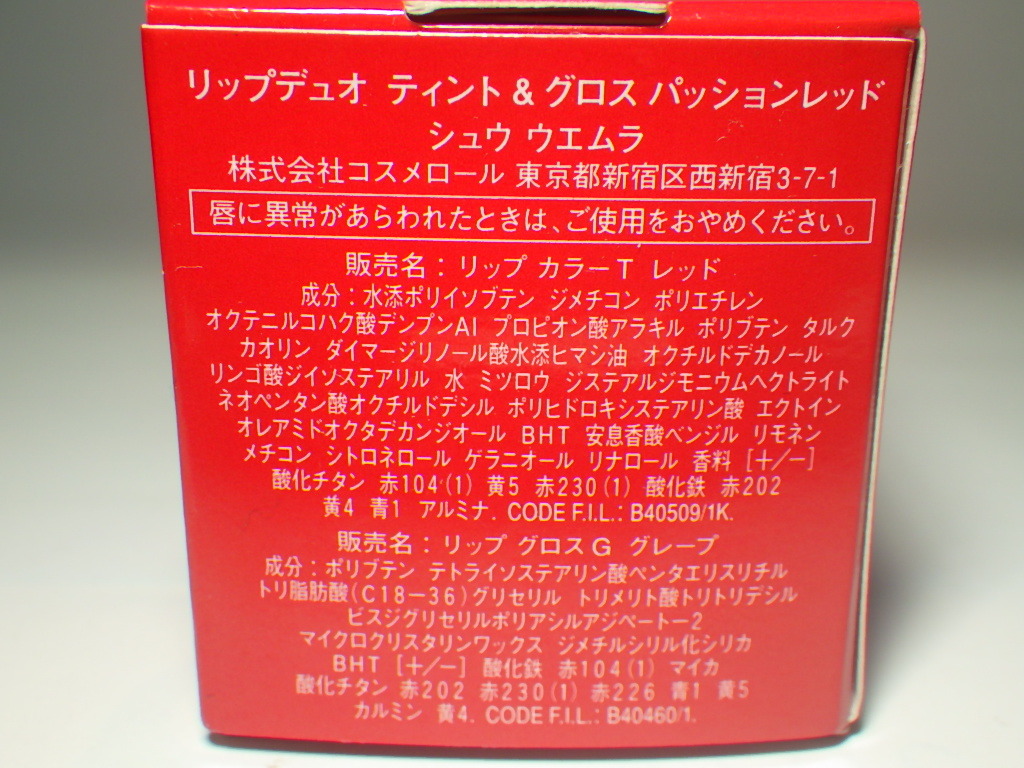 リップデュオ ティント & グロス パッションレッド
シュウ ウエムラ
株式会社コスメロール 東京都新宿区西新宿3-7-1
唇に異常があらわれたときは、ご使用をおやめください。
販売名：リップ カラーT レッド
成分：水添ポリイソブテン ジメチコン ポリエチレン
オクテニルコハク酸デンプンAl プロピオン酸アラキル ポリブテン タルク
カオリン ダイマージリノール酸水添ヒマシ油 オクチルドデカノール
リンゴ酸ジイソステアリル 水 ミツロウ ジステアルジモニウムヘクトライト
ネオペンタン酸オクチルドデシル ポリヒドロキシステアリン酸 エクトイン
オレアミドオクタデカンジオール BHT 安息香酸ベンジル リモネン
メチコン シトロネロール ゲラニオール リナロール 香料 [+/−]
酸化チタン 赤104(1) 黄5 赤230(1) 酸化鉄 赤202
黄4 青1 アルミナ. CODE F.I.L.: B40509/1K.
販売名：リップ グロスG グレープ
成分：ポリブテン テトライソステアリン酸ペンタエリスリチル
トリ脂肪酸(C18−36)グリセリル トリメリト酸トリトリデシル
ビスジグリセリルポリアシルアジペートー2
マイクロクリスタリンワックス ジメチルシリル化シリカ
BHT [+/−] 酸化鉄 赤104(1) マイカ
酸化チタン 赤202 赤230(1) 赤226 青1 黄5
カルミン 黄4. CODE F.I.L.: B40460/1.